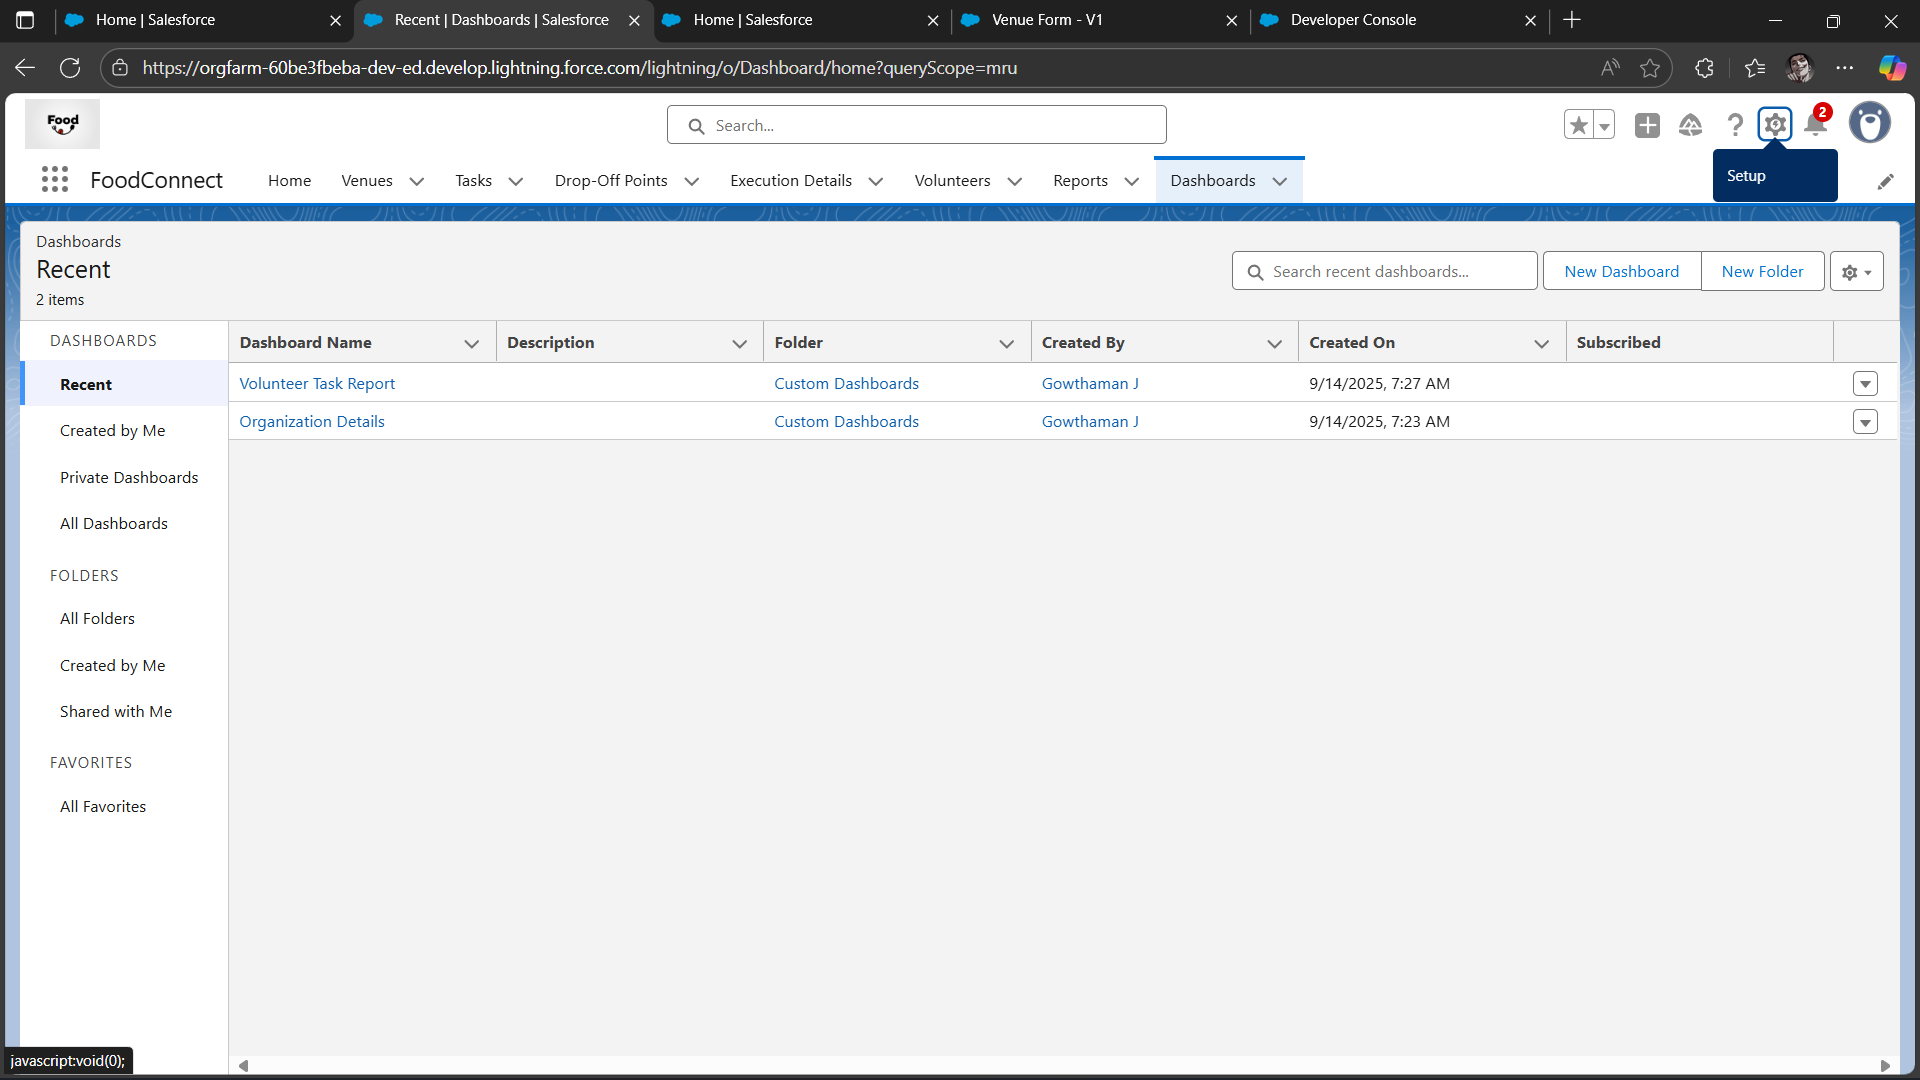 Home | Salesforce
Recent | Dashboards | Salesforce
Home | Salesforce
Venue Form - V1
Developer Console
https://orgfarm-60be3fbeba-dev-ed.develop.lightning.force.com/lightning/o/Dashboard/home?queryScope=mru
Food
Search...
2
FoodConnect
Home
Venues
Tasks
Drop-Off Points
Execution Details
Volunteers
Reports
Dashboards
Setup
Dashboards
Recent
2 items
Search recent dashboards...
New Dashboard
New Folder
DASHBOARDS
Recent
Created by Me
Private Dashboards
All Dashboards
FOLDERS
All Folders
Created by Me
Shared with Me
FAVORITES
All Favorites
Dashboard Name Description Folder Created By Created On Subscribed
Volunteer Task Report Custom Dashboards Gowthaman J 9/14/2025, 7:27 AM
Organization Details Custom Dashboards Gowthaman J 9/14/2025, 7:23 AM
javascript:void(0);